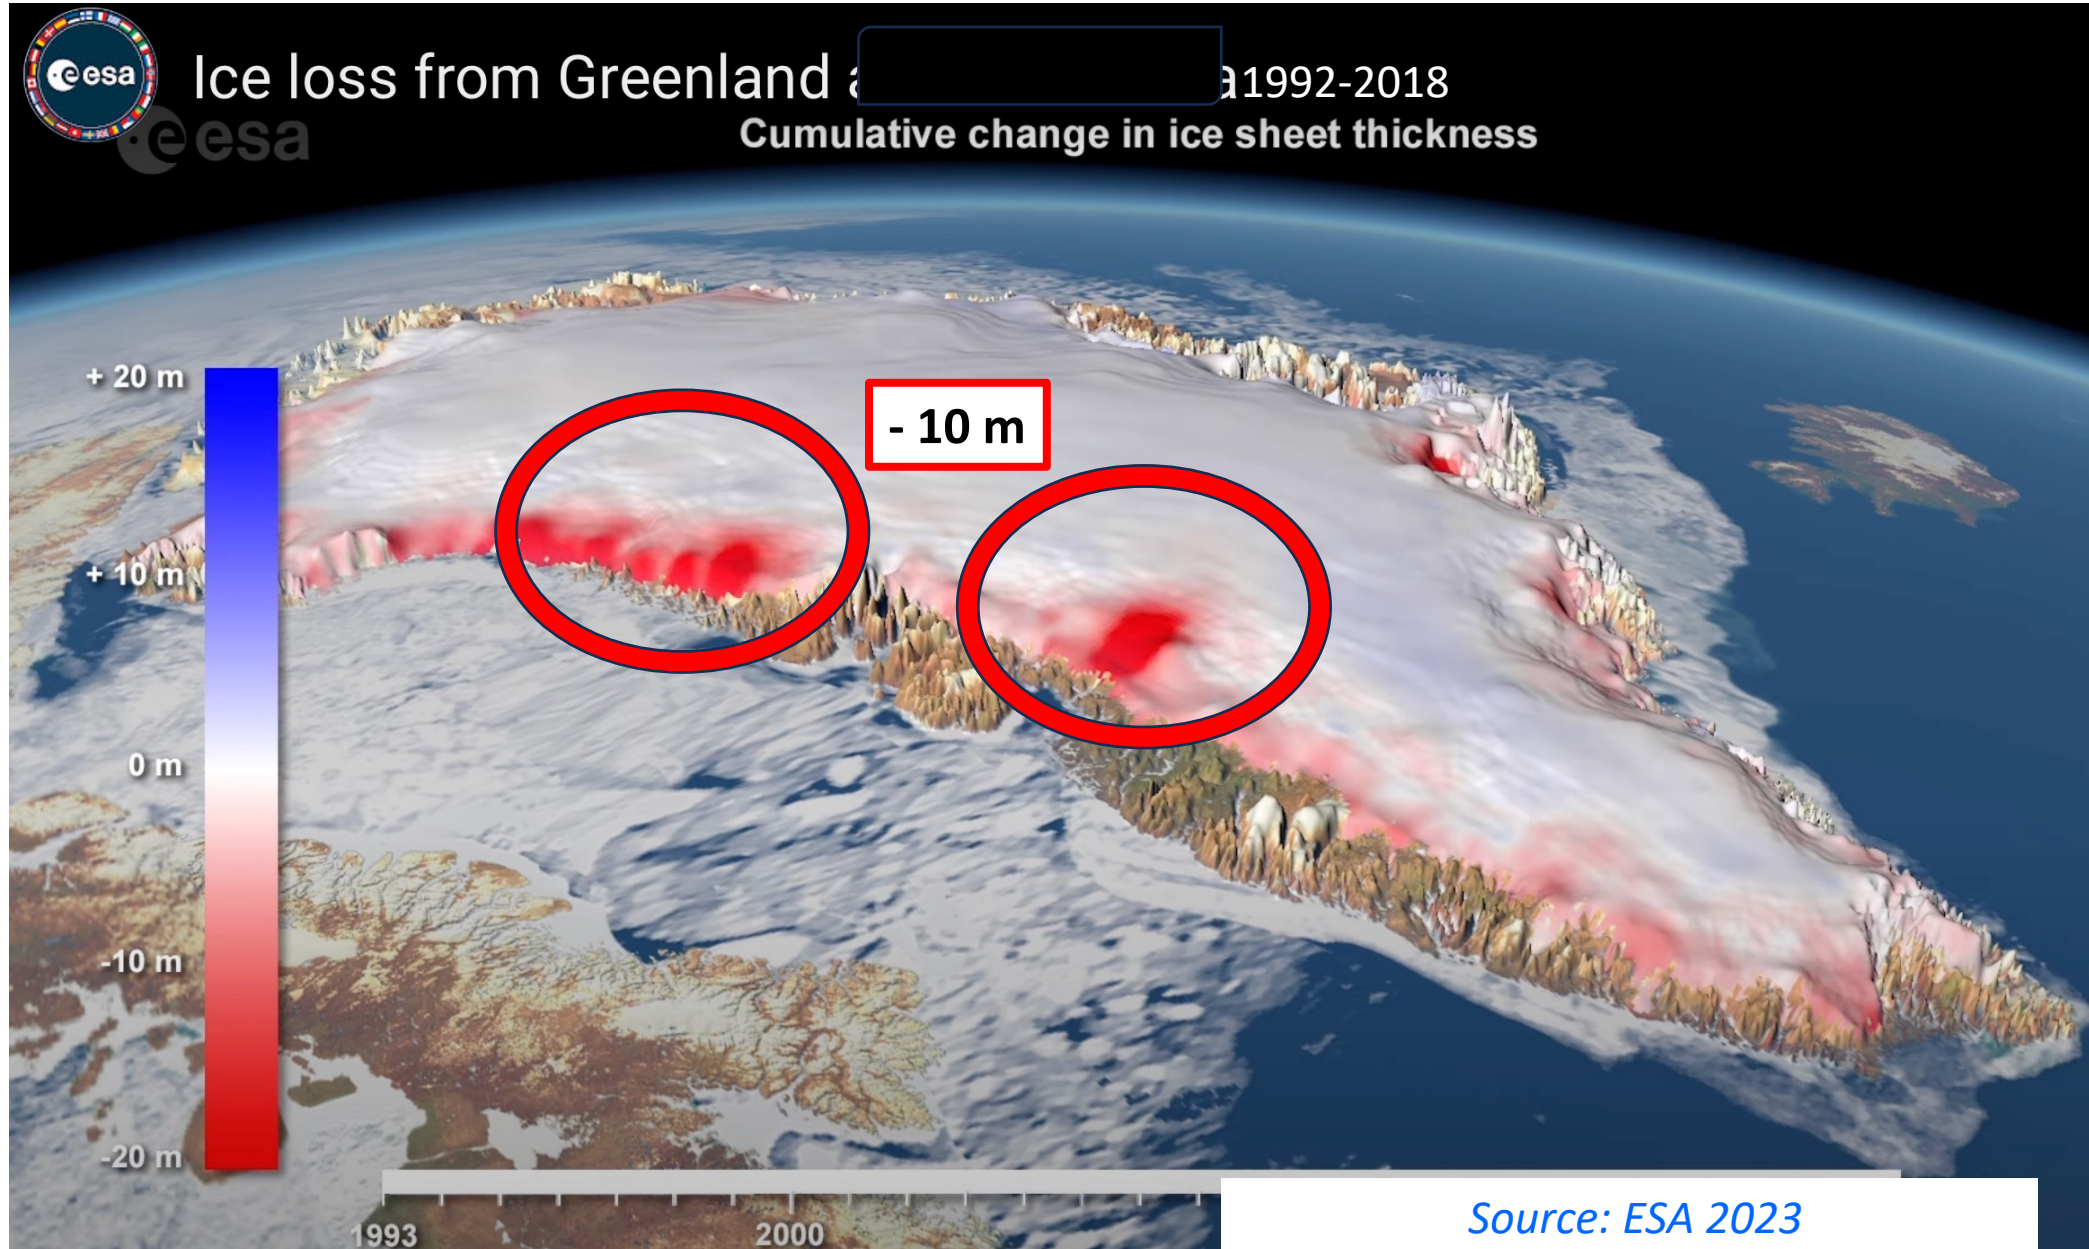 esa
Ice loss from Greenland a
a1992-2018
esa
Cumulative change in ice sheet thickness
+ 20 m
- 10 m
+ 10 m
0 m
-10 m
-20 m
1993
2000
Source: ESA 2023